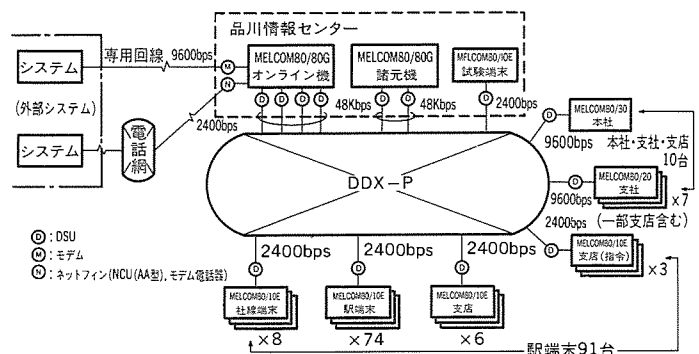 品川情報センター
専用回線 9600bps
システム
(外部システム)
システム
電話網
2400bps
MELCOM80/80G
オンライン機
MELCOM80/80G
諸元機
MELCOM80/10E
試験端末
M
N
D D D D
48Kbps
D D
48Kbps
D
2400bps
DDX-P
D
9600bps
MELCOM80/30
本社
本社・支社・支店
10台
D
9600bps
MELCOM80/20
支社
×7
(一部支店含む)
2400bps
D
MELCOM80/10E
支店(指令)
×3
D:DSU
M:モデム
N:ネットフィン(NCU(AA型),モデム電話器)
2400bps
2400bps
2400bps
D
D
D
MELCOM80/10E
社線端末
×8
MELCOM80/10E
駅端末
×74
MELCOM80/10E
支店
×6
駅端末91台